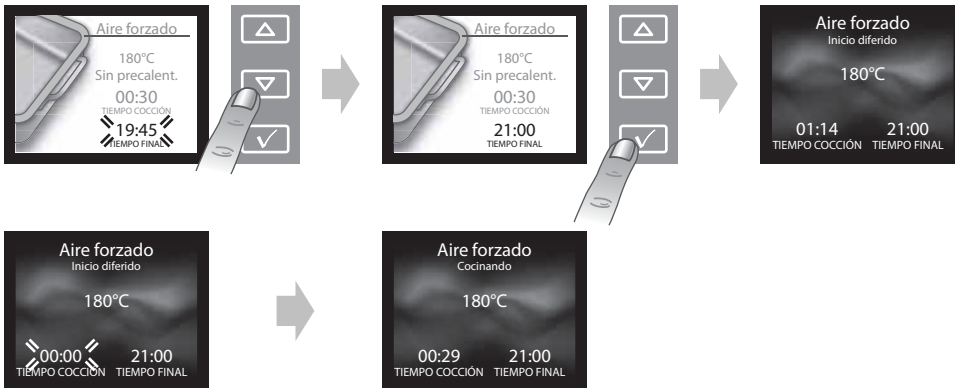 Aire forzado
180°C
Sin precalent.
00:30
TIEMPO COCCIÓN
19:45
TIEMPO FINAL
Aire forzado
180°C
Sin precalent.
00:30
TIEMPO COCCIÓN
21:00
TIEMPO FINAL
Aire forzado
Inicio diferido
180°C
01:14 21:00
TIEMPO COCCIÓN TIEMPO FINAL
Aire forzado
Inicio diferido
180°C
00:00 21:00
TIEMPO COCCIÓN TIEMPO FINAL
Aire forzado
Cocinando
180°C
00:29 21:00
TIEMPO COCCIÓN TIEMPO FINAL